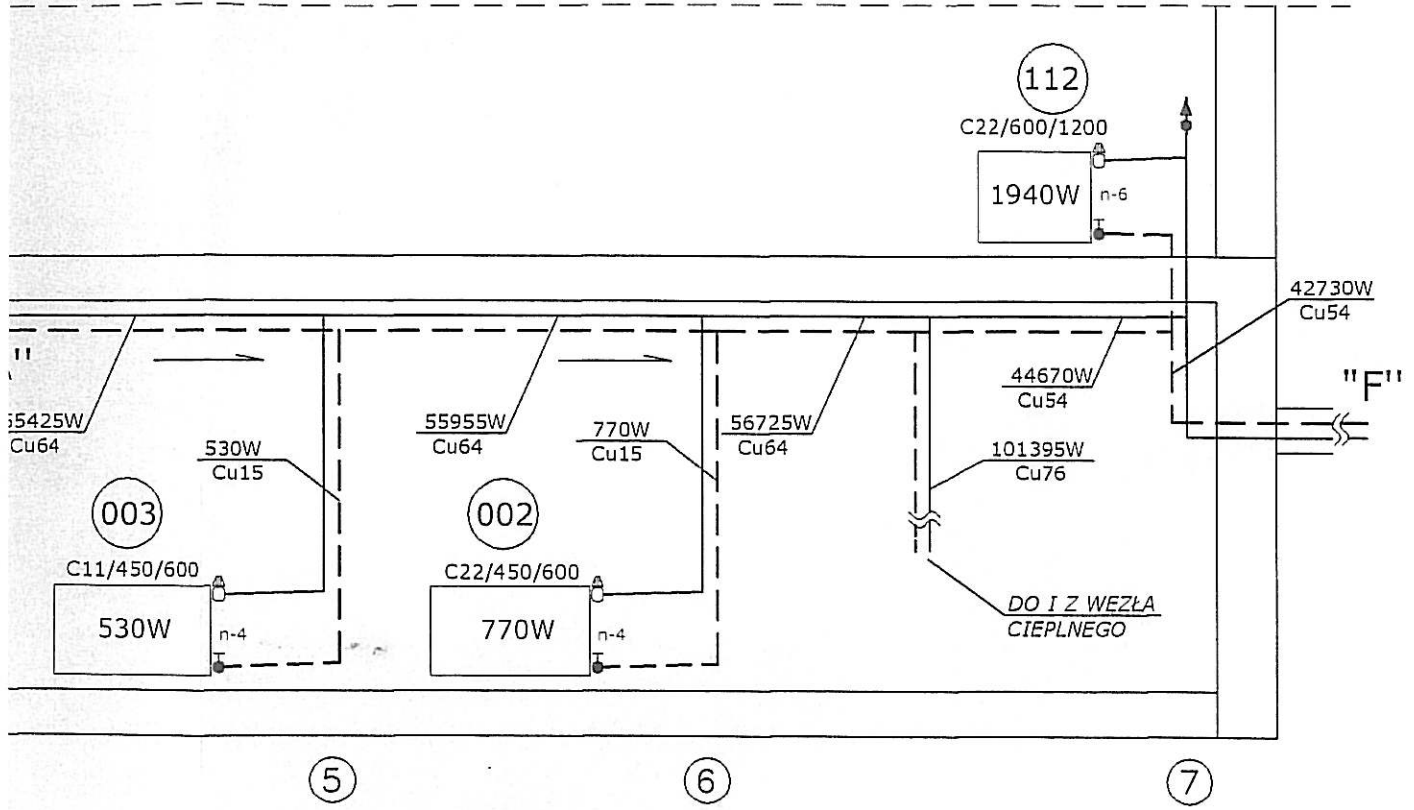 112
C22/600/1200
1940W
n-6
42730W
Cu54
"F"
44670W
Cu54
55425W
Cu64
530W
Cu15
55955W
Cu64
770W
Cu15
56725W
Cu64
101395W
Cu76
003
C11/450/600
530W
n-4
002
C22/450/600
770W
n-4
DO I Z WEZŁA
CIEPLNEGO
5
6
7